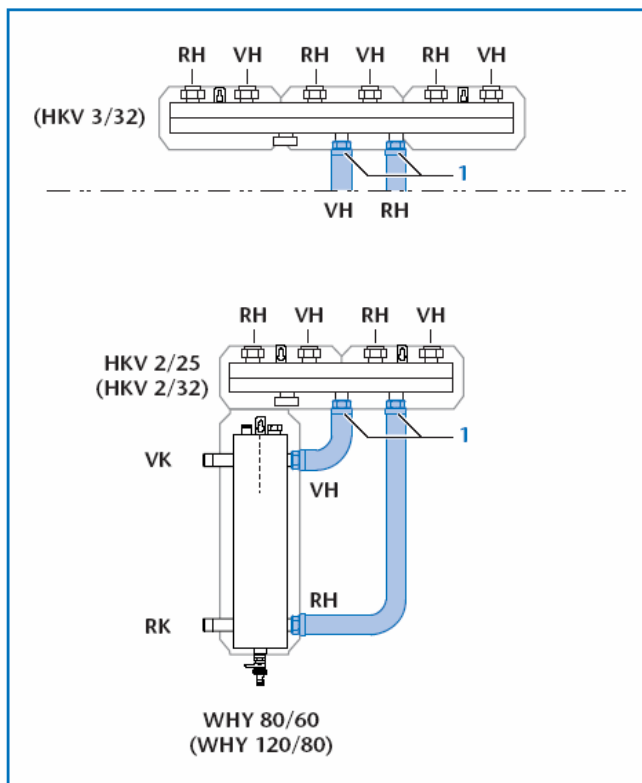 RH VH RH VH RH VH
(HKV 3/32)
1
VH RH
RH VH RH VH
HKV 2/25
(HKV 2/32)
1
VK
VH
RH
RK
WHY 80/60
(WHY 120/80)